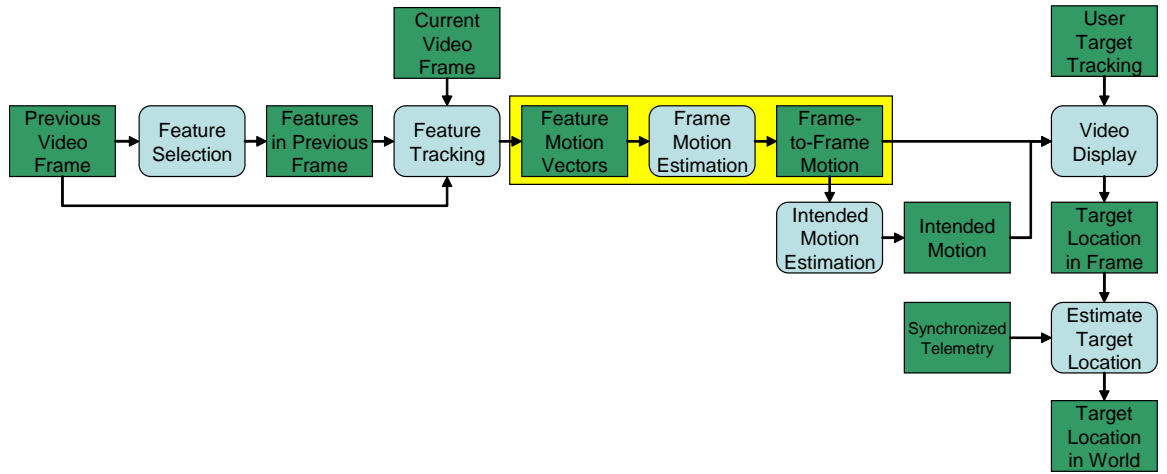 Current
Video
Frame
User
Target
Tracking
Previous
Video
Frame
Feature
Selection
Features
in Previous
Frame
Feature
Tracking
Feature
Motion
Vectors
Frame
Motion
Estimation
Frame-
to-Frame
Motion
Video
Display
Intended
Motion
Estimation
Intended
Motion
Target
Location
in Frame
Synchronized
Telemetry
Estimate
Target
Location
Target
Location
in World